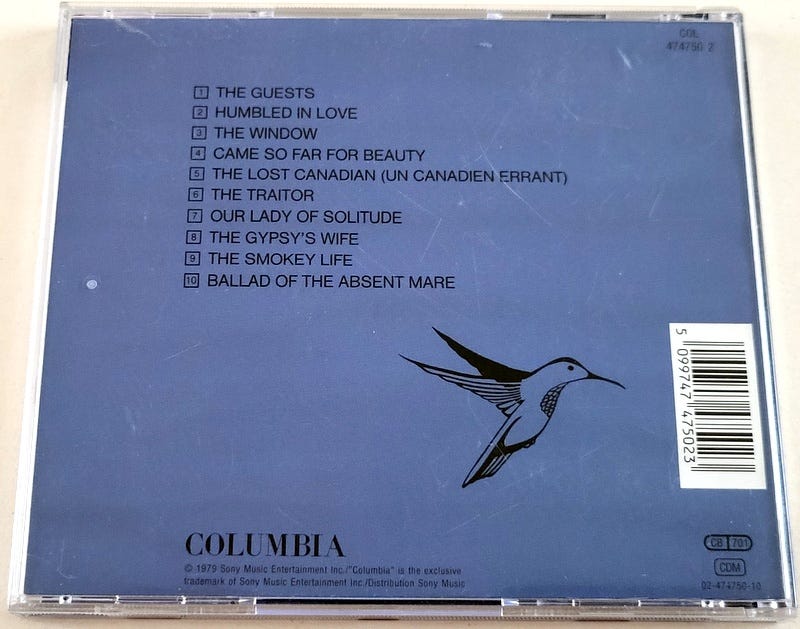 COL
474750 2
1 THE GUESTS
2 HUMBLED IN LOVE
3 THE WINDOW
4 CAME SO FAR FOR BEAUTY
5 THE LOST CANADIAN (UN CANADIEN ERRANT)
6 THE TRAITOR
7 OUR LADY OF SOLITUDE
8 THE GYPSY'S WIFE
9 THE SMOKEY LIFE
10 BALLAD OF THE ABSENT MARE
5 099747 475023
COLUMBIA
© 1979 Sony Music Entertainment Inc./"Columbia" is the exclusive
trademark of Sony Music Entertainment Inc./Distribution Sony Music
CB 701
CDM
02-474750-10